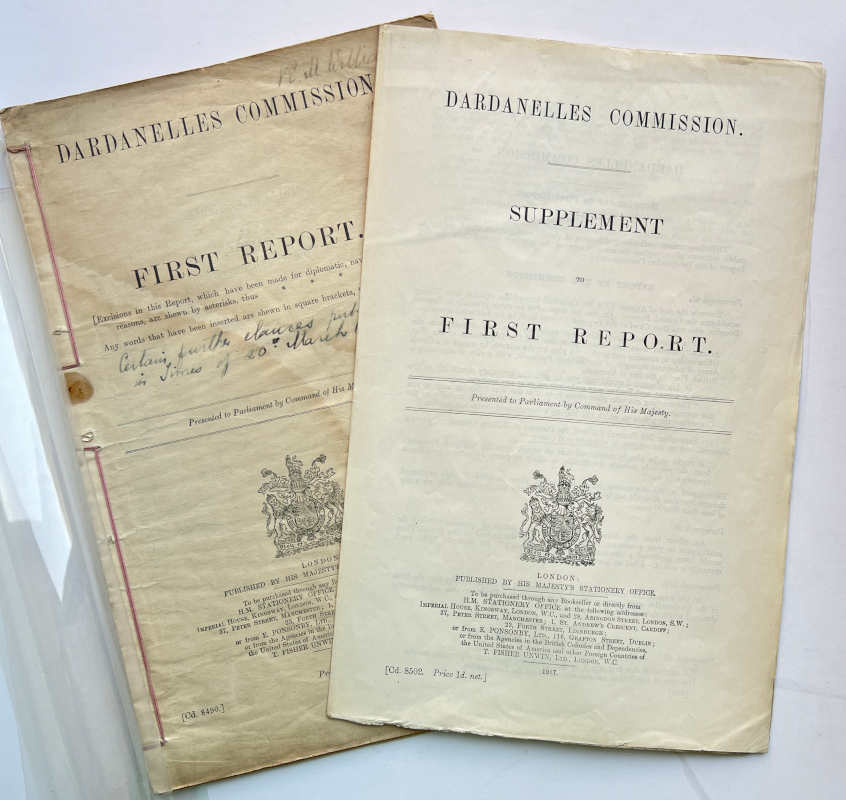 DARDANELLES COMMISSION
FIRST REPORT.
[Excisions in this Report, which have been made for diplomatic,
reasons, are shown by asterisks, thus * * *
Any words that have been inserted are shown in square brackets,
Certain further clauses
in Times of 20th March
Presented to Parliament by Command of His
LONDON
PUBLISHED BY HIS MAJESTY'S
To be purchased through any
H.M. STATIONERY OFFICE
IMPERIAL HOUSE, KINGSWAY, LONDON, W.C.,
37, PETER STREET, MANCHESTER; 1,
23, FORTH
or from E. PONSONBY, LTD.,
or from the Agencies in the
the United States of
T. FISHER UNWIN
[Cd. 8490.]
DARDANELLES COMMISSION.
SUPPLEMENT
TO
FIRST REPORT.
Presented to Parliament by Command of His Majesty.
LONDON:
PUBLISHED BY HIS MAJESTY'S STATIONERY OFFICE.
To be purchased through any Bookseller or directly from
H.M. STATIONERY OFFICE at the following addresses:
IMPERIAL HOUSE, KINGSWAY, LONDON, W.C., and 28, ABINGDON STREET, LONDON, S.W.;
37, PETER STREET, MANCHESTER; 1, ST. ANDREW'S CRESCENT, CARDIFF;
23, FORTH STREET, EDINBURGH;
or from E. PONSONBY, LTD., 116, GRAFTON STREET, DUBLIN;
or from the Agencies in the British Colonies and Dependencies,
the United States of America and other Foreign Countries of
T. FISHER UNWIN, LTD., LONDON, W.C.
1917.
[Cd. 8502. Price 1d. net.]